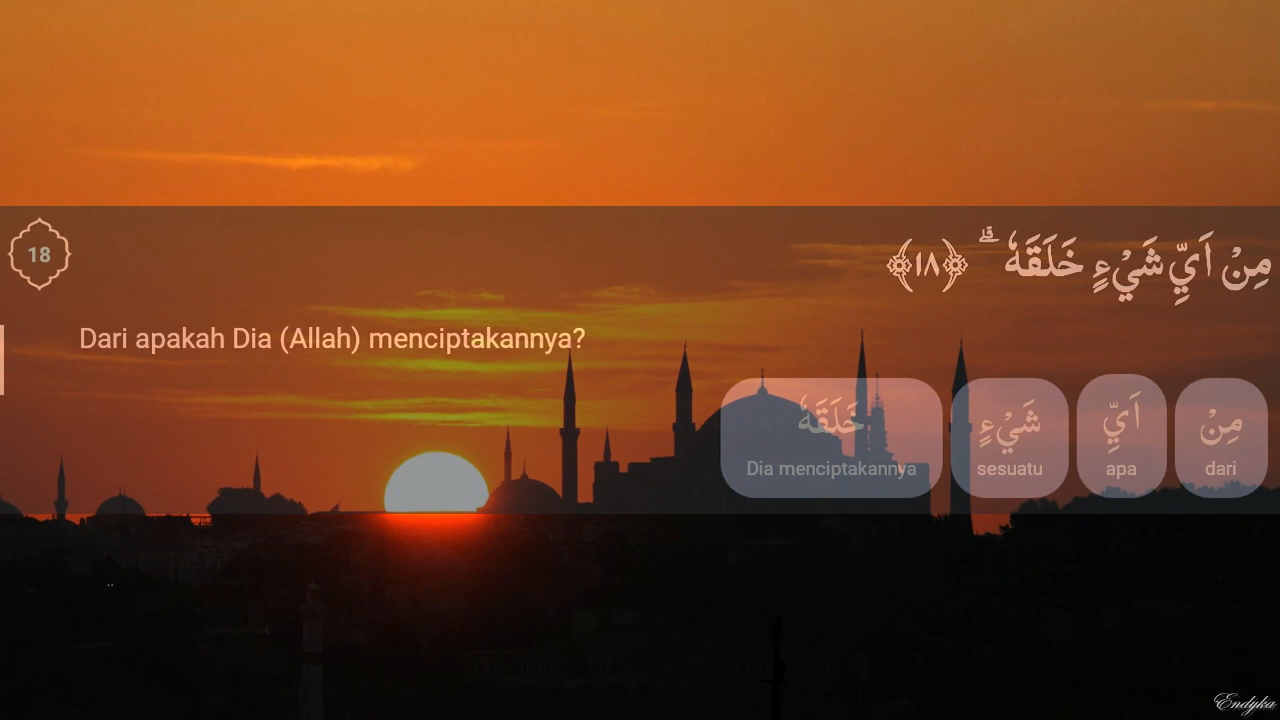 18
مِنْ اَيِّ شَيْءٍ خَلَقَهٗ ۗ ﴿١٨﴾
Dari apakah Dia (Allah) menciptakannya?
مِنْ اَيِّ شَيْءٍ خَلَقَهٗ
dari apa sesuatu Dia menciptakannya
Endyka